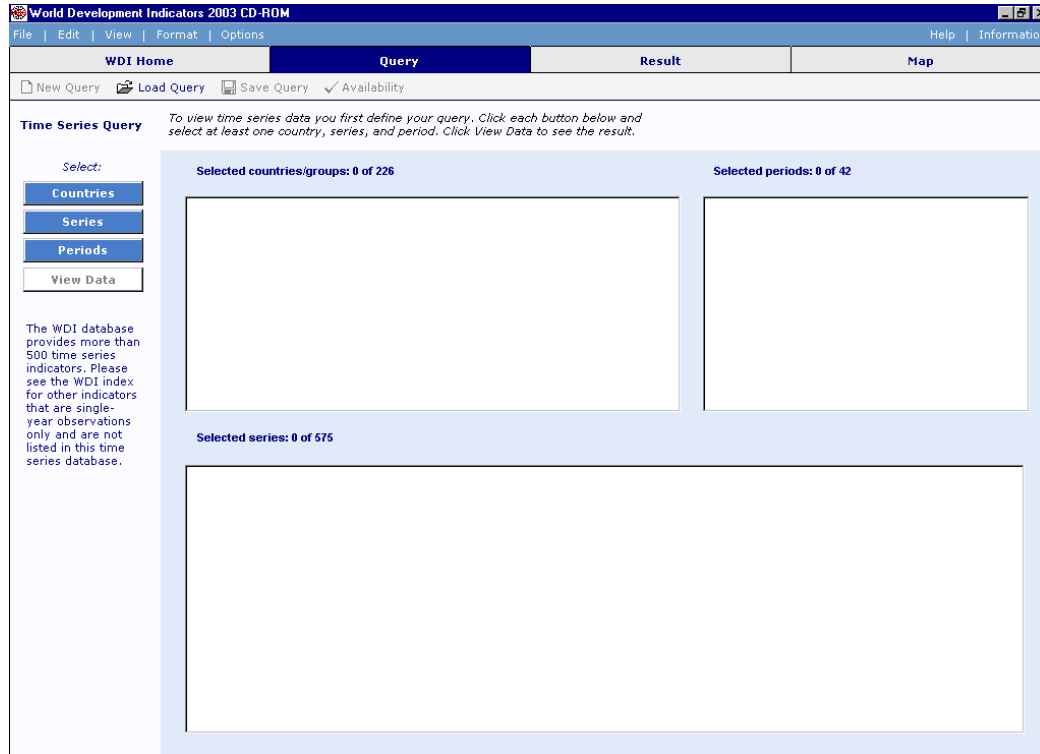 World Development Indicators 2003 CD-ROM
File | Edit | View | Format | Options Help | Informatio
WDI Home Query Result Map
New Query Load Query Save Query Availability
Time Series Query
To view time series data you first define your query. Click each button below and
select at least one country, series, and period. Click View Data to see the result.
Select:
Countries
Series
Periods
View Data
The WDI database
provides more than
500 time series
indicators. Please
see the WDI index
for other indicators
that are single-
year observations
only and are not
listed in this time
series database.
Selected countries/groups: 0 of 226
Selected periods: 0 of 42
Selected series: 0 of 575